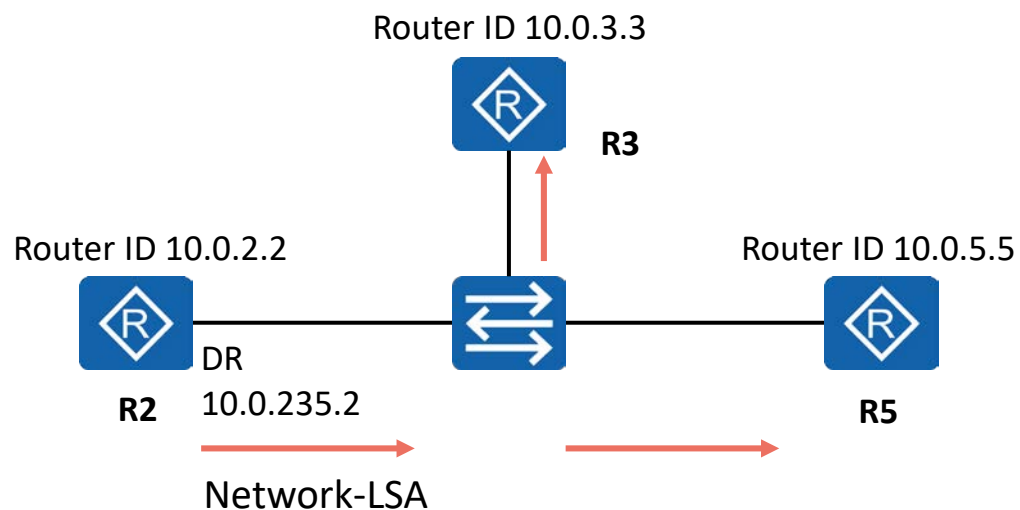 Router ID 10.0.3.3
R
R3
Router ID 10.0.2.2
Router ID 10.0.5.5
R
R
DR
10.0.235.2
R2
R5
Network-LSA